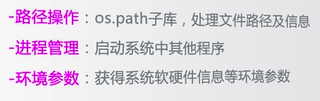 -路径操作：os.path子库，处理文件路径及信息
-进程管理：启动系统中其他程序
-环境参数：获得系统软硬件信息等环境参数